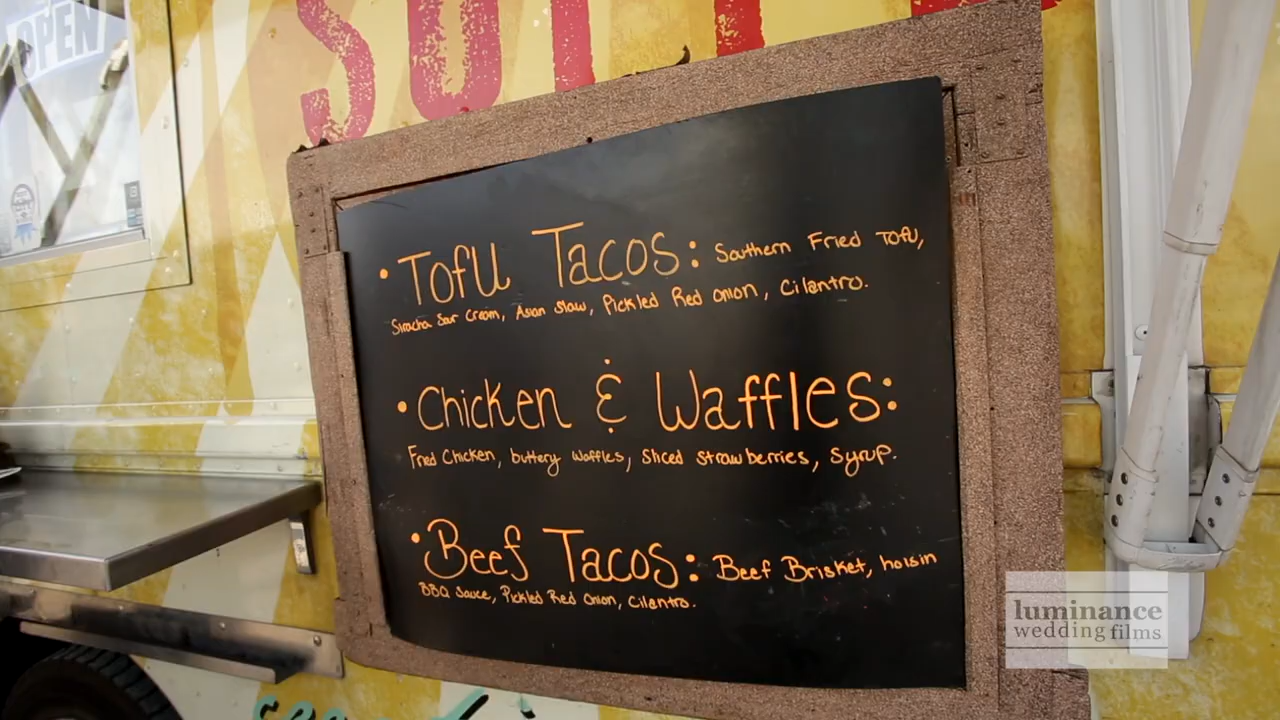 OPEN
• Tofu Tacos: Southern Fried Tofu,
Siracha Sour Cream, Asian Slaw, Pickled Red Onion, Cilantro.
• Chicken & Waffles:
Fried Chicken, buttery Waffles, Sliced Strawberries, Syrup.
• Beef Tacos: Beef Brisket, hoisin
BBQ Sauce, Pickled Red Onion, Cilantro.
luminance
wedding films